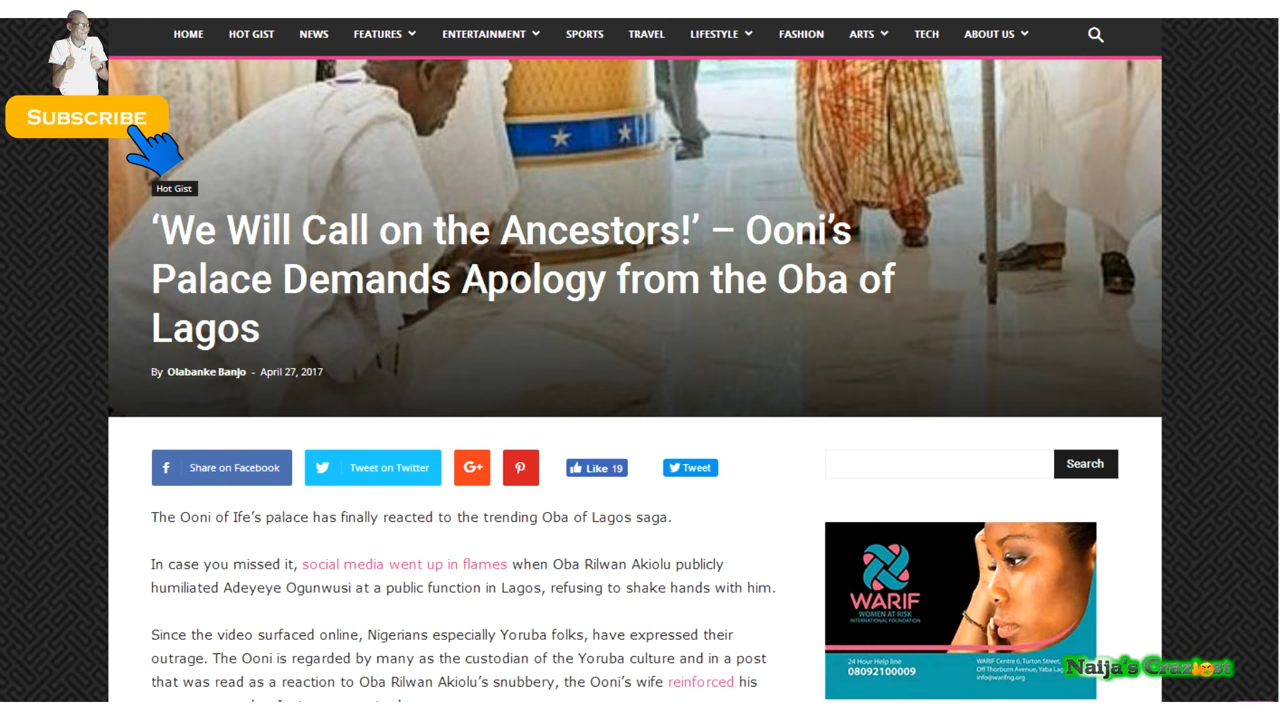 HOME HOT GIST NEWS FEATURES ENTERTAINMENT SPORTS TRAVEL LIFESTYLE FASHION ARTS TECH ABOUT US
SUBSCRIBE
Hot Gist
‘We Will Call on the Ancestors!’ – Ooni’s
Palace Demands Apology from the Oba of
Lagos
By Olabanke Banjo - April 27, 2017
Share on Facebook Tweet on Twitter G+ Like 19 Tweet
Search
The Ooni of Ife’s palace has finally reacted to the trending Oba of Lagos saga.
In case you missed it, social media went up in flames when Oba Rilwan Akiolu publicly
humiliated Adeyeye Ogunwusi at a public function in Lagos, refusing to shake hands with him.
Since the video surfaced online, Nigerians especially Yoruba folks, have expressed their
outrage. The Ooni is regarded by many as the custodian of the Yoruba culture and in a post
that was read as a reaction to Oba Rilwan Akiolu’s snubbery, the Ooni’s wife reinforced his
WARIF
WOMEN AT RISK
INTERNATIONAL FOUNDATION
24 Hour Help line
08092100009
WARIF Centre 6, Turton Street,
Off Thorburn Avenue, Yaba Lag
info@warifng.org
Naija's